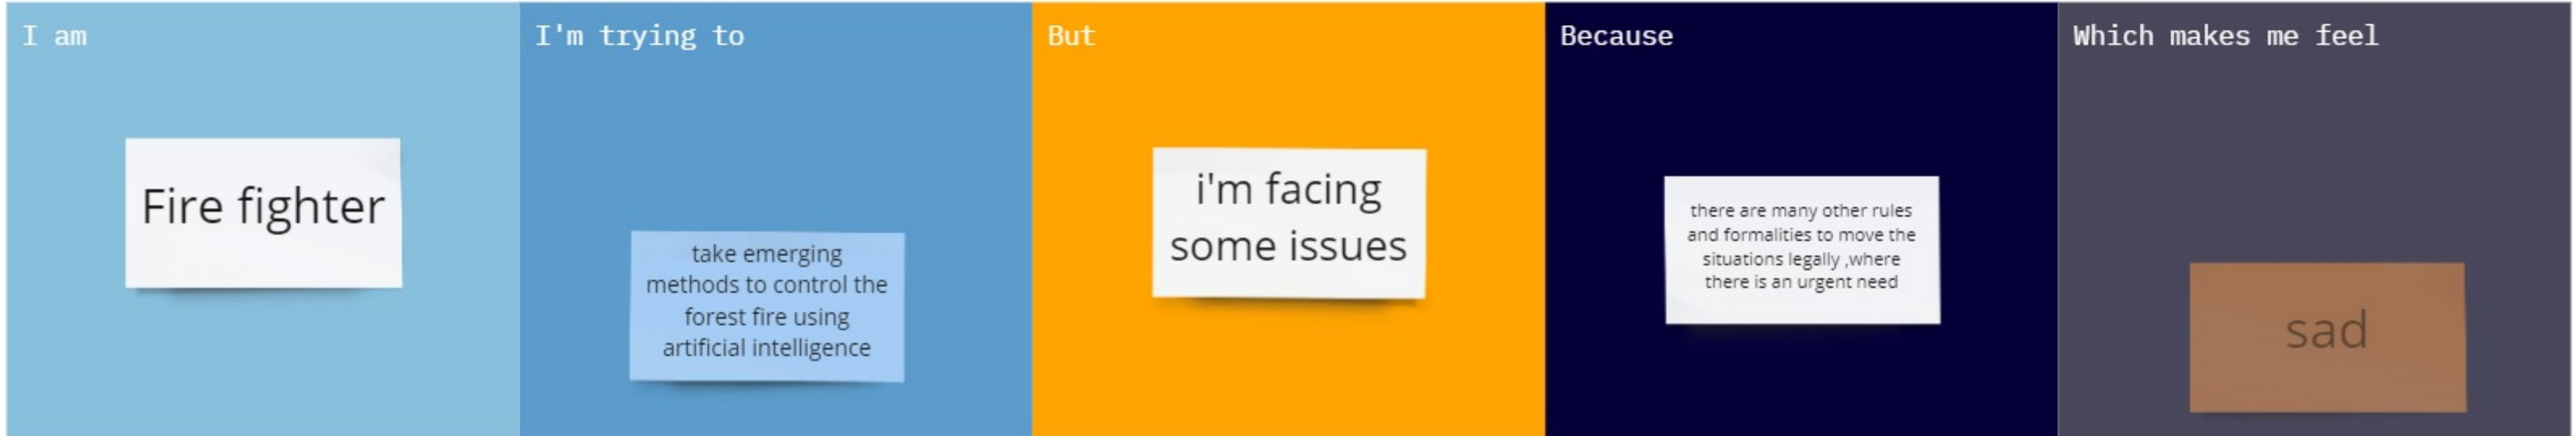 I am
Fire fighter
I'm trying to
take emerging
methods to control the
forest fire using
artificial intelligence
But
i'm facing
some issues
Because
there are many other rules
and formalities to move the
situations legally ,where
there is an urgent need
Which makes me feel
sad